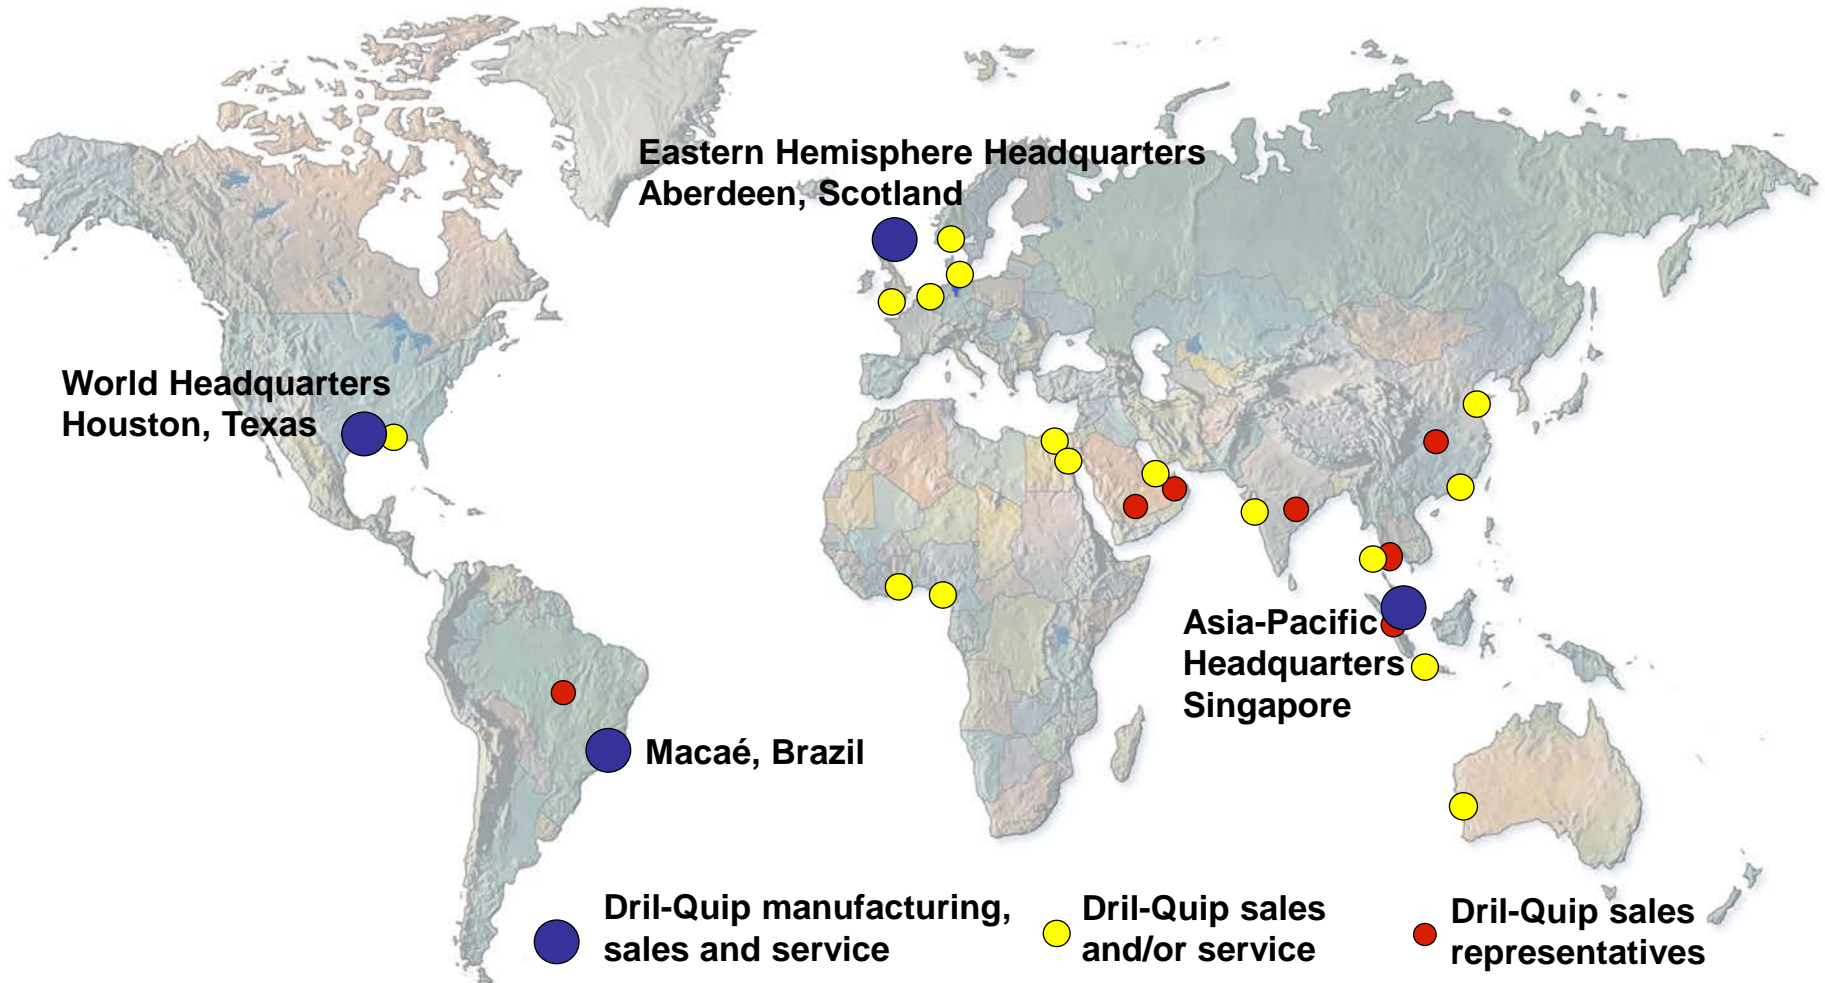 Eastern Hemisphere Headquarters
Aberdeen, Scotland
World Headquarters
Houston, Texas
Asia-Pacific
Headquarters
Singapore
Macaé, Brazil
Dril-Quip manufacturing,
sales and service
Dril-Quip sales
and/or service
Dril-Quip sales
representatives